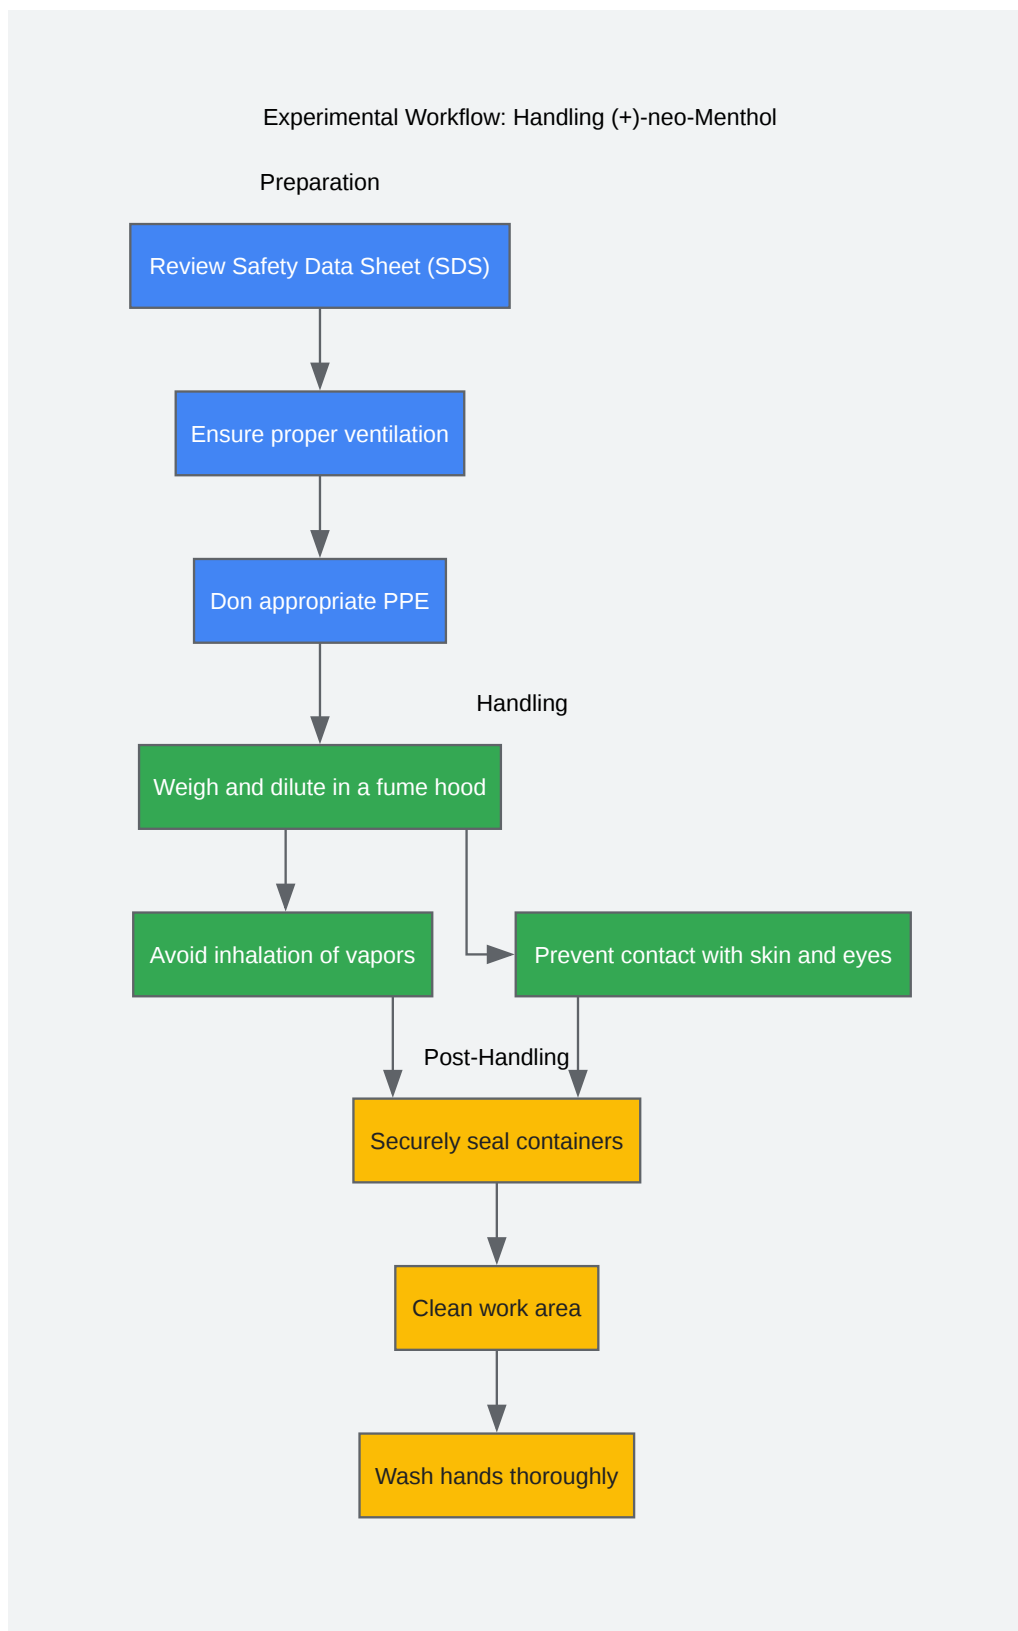 Experimental Workflow: Handling (+)-neo-Menthol
Preparation
Review Safety Data Sheet (SDS)
Ensure proper ventilation
Don appropriate PPE
Handling
Weigh and dilute in a fume hood
Avoid inhalation of vapors
Prevent contact with skin and eyes
Post-Handling
Securely seal containers
Clean work area
Wash hands thoroughly